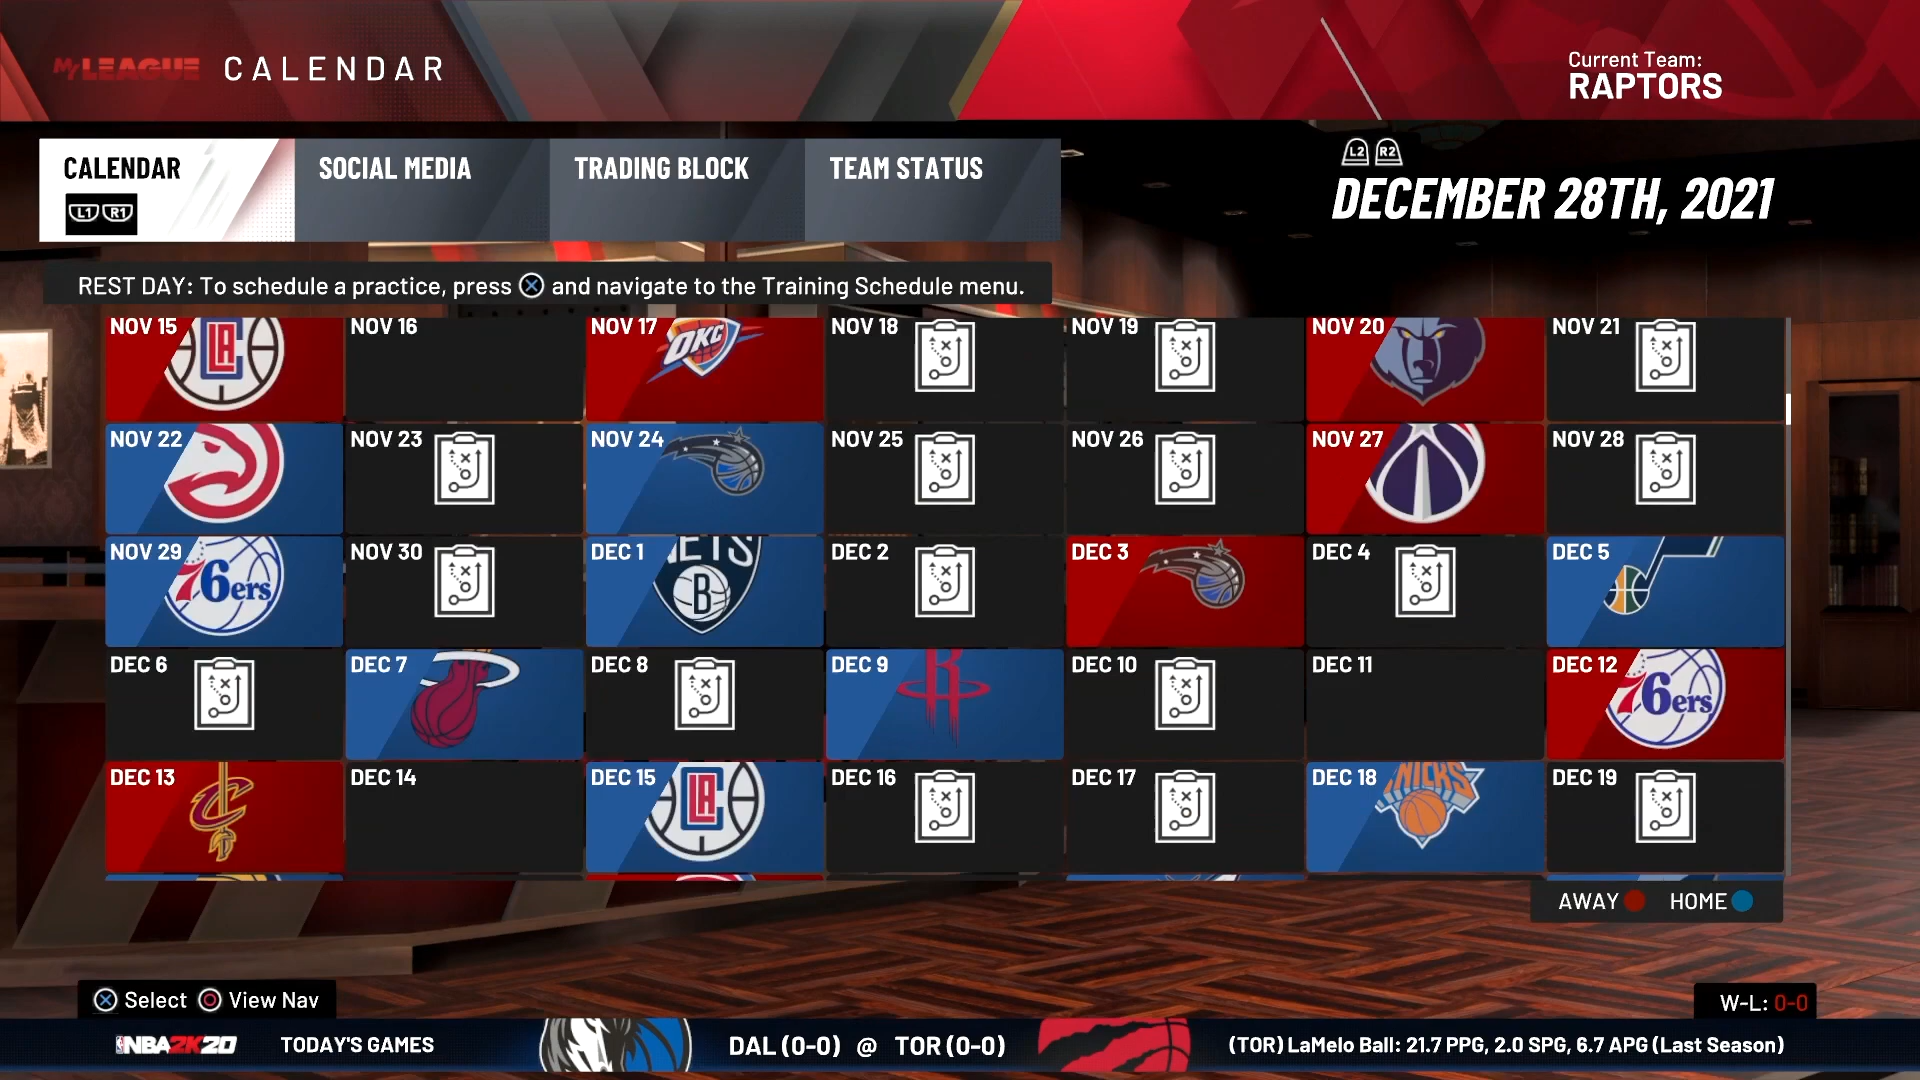 MyLEAGUE CALENDAR
Current Team:
RAPTORS
CALENDAR
L1 R1
SOCIAL MEDIA
TRADING BLOCK
TEAM STATUS
L2 R2
DECEMBER 28TH, 2021
REST DAY: To schedule a practice, press and navigate to the Training Schedule menu.
NOV 15 LA NOV 16 NOV 17 OKC NOV 18 NOV 19 NOV 20 NOV 21
NOV 22 NOV 23 NOV 24 NOV 25 NOV 26 NOV 27 NOV 28
NOV 29 76ers NOV 30 DEC 1 NETS B DEC 2 DEC 3 DEC 4 DEC 5
DEC 6 DEC 7 DEC 8 DEC 9 R DEC 10 DEC 11 DEC 12 76ers
DEC 13 C DEC 14 DEC 15 LA DEC 16 DEC 17 DEC 18 NICKS DEC 19
AWAY HOME
Select View Nav
W-L: 0-0
NBA2K20 TODAY'S GAMES DAL (0-0) @ TOR (0-0) (TOR) LaMelo Ball: 21.7 PPG, 2.0 SPG, 6.7 APG (Last Season)